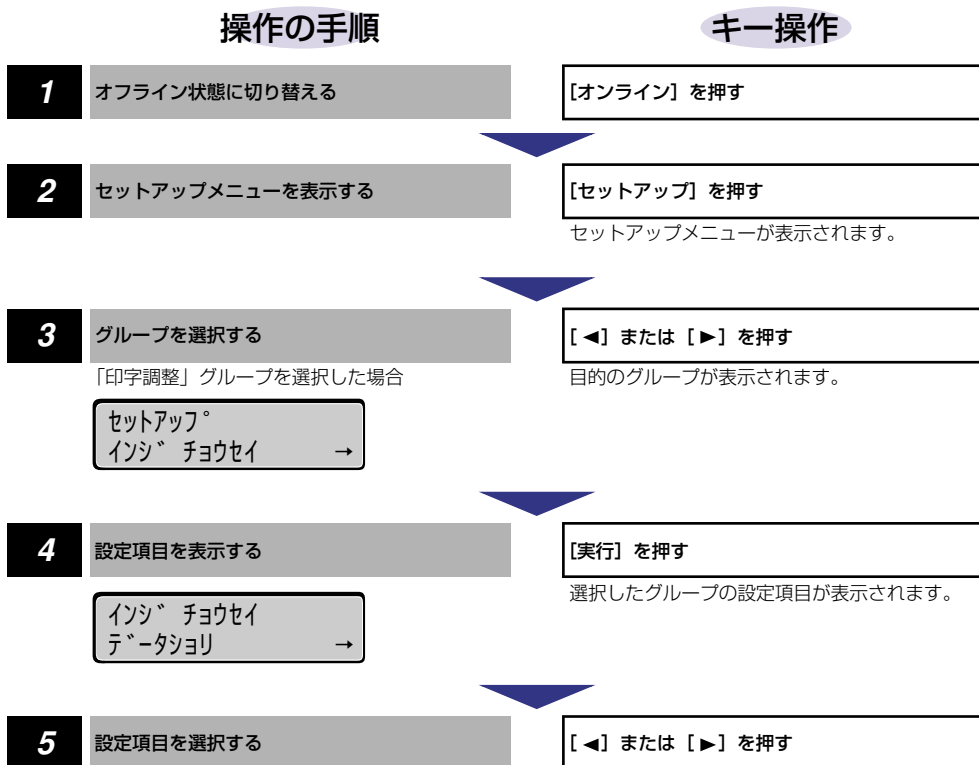 操作の手順
キー操作
1 オフライン状態に切り替える
[オンライン] を押す
2 セットアップメニューを表示する
[セットアップ] を押す
セットアップメニューが表示されます。
3 グループを選択する
[ ◄] または [ ► ] を押す
「印字調整」グループを選択した場合
目的のグループが表示されます。
セットアップ゜
インジ゛ チョウセイ →
4 設定項目を表示する
[実行] を押す
選択したグループの設定項目が表示されます。
インシ゛ チョウセイ
テ゛ータショリ →
5 設定項目を選択する
[ ◄] または [ ► ] を押す